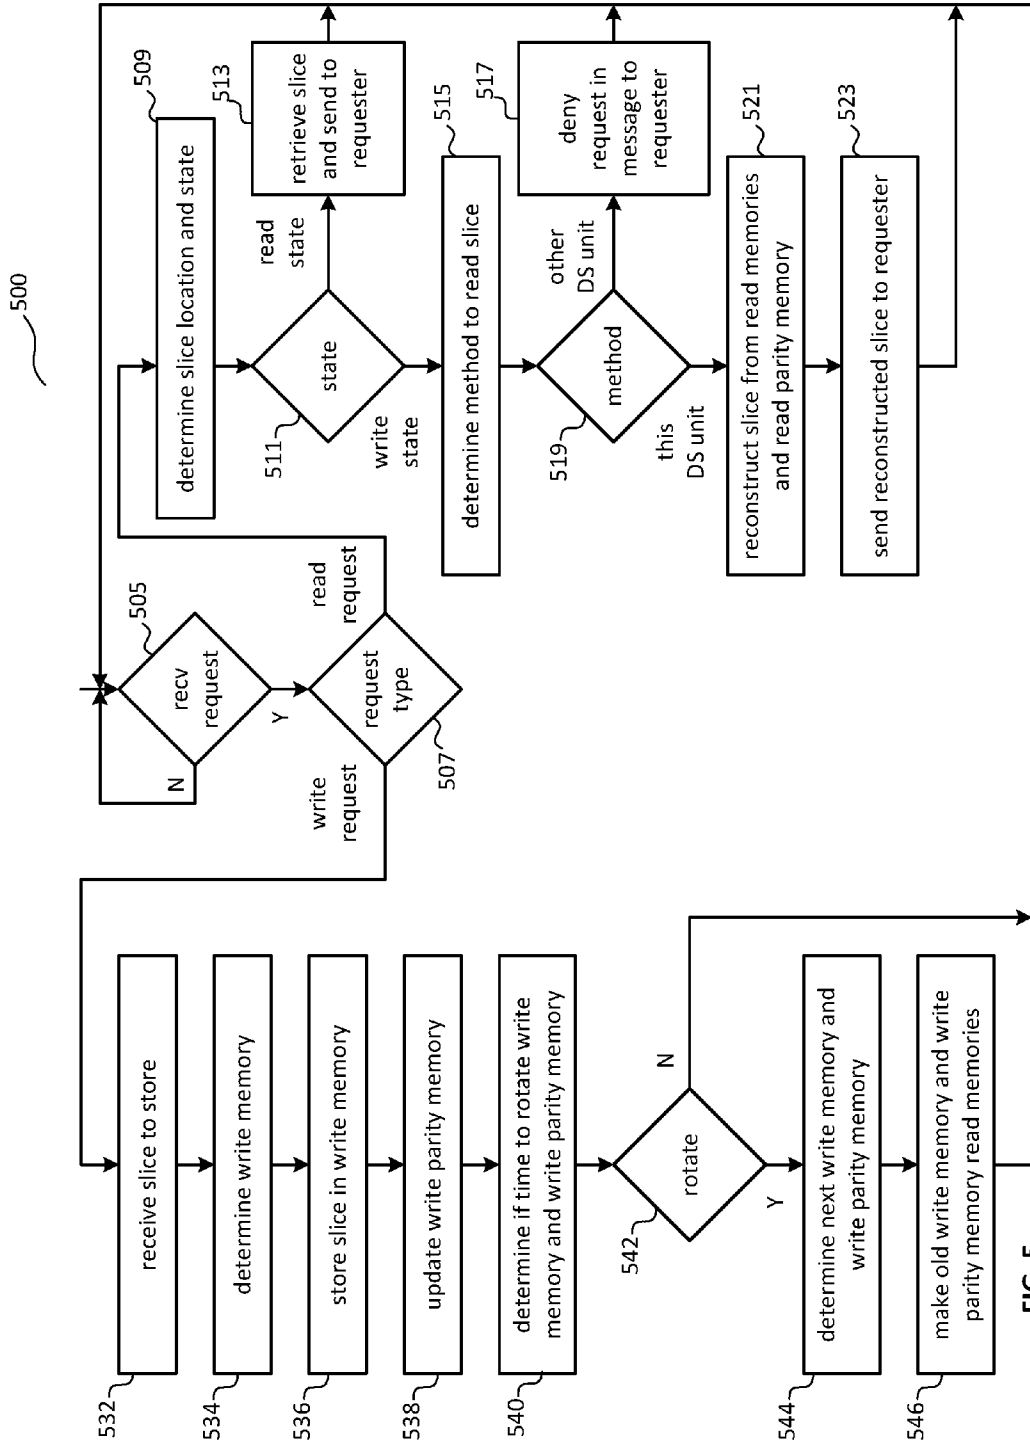 500
505
recv
request
N
Y
507
request
type
write
request
read
request
532
receive slice to store
534
determine write memory
536
store slice in write memory
538
update write parity memory
540
determine if time to rotate write
memory and write parity memory
542
rotate
N
Y
544
determine next write memory and
write parity memory
546
make old write memory and write
parity memory read memories
509
determine slice location and state
511
state
read
state
write
state
513
retrieve slice
and send to
requester
515
determine method to read slice
519
method
other
DS unit
this
DS unit
517
deny
request in
message to
requester
521
reconstruct slice from read memories
and read parity memory
523
send reconstructed slice to requester